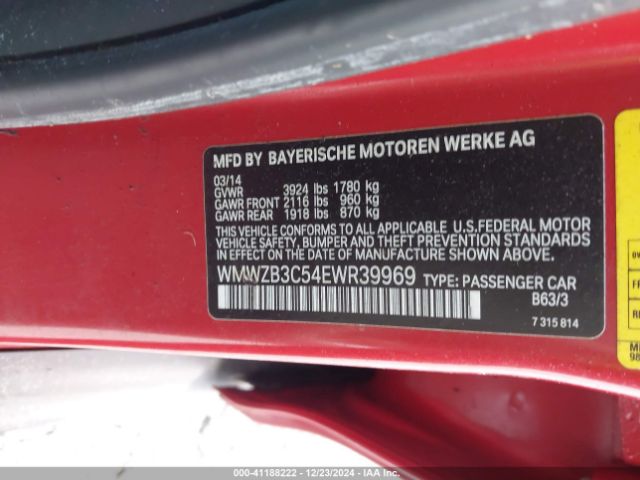 MFD BY BAYERISCHE MOTOREN WERKE AG
03/14
GVWR 3924 lbs 1780 kg
GAWR FRONT 2116 lbs 960 kg
GAWR REAR 1918 lbs 870 kg
THIS VEHICLE CONFORMS TO ALL APPLICABLE U.S.FEDERAL MOTOR
VEHICLE SAFETY, BUMPER AND THEFT PREVENTION STANDARDS
IN EFFECT ON THE DATE OF MANUFACTURE SHOWN ABOVE.
WMWZB3C54EWR39969 TYPE: PASSENGER CAR
B63/3
7 315 814
000-41188222 - 12/23/2024 - IAA Inc.